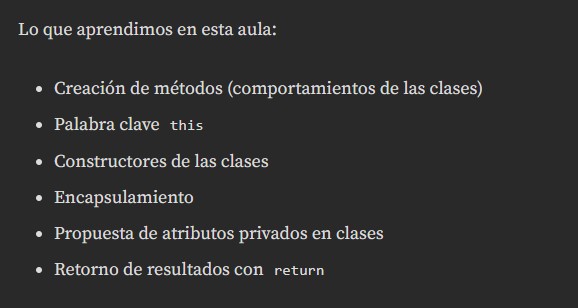 Lo que aprendimos en esta aula:
• Creación de métodos (comportamientos de las clases)
• Palabra clave this
• Constructores de las clases
• Encapsulamiento
• Propuesta de atributos privados en clases
• Retorno de resultados con return